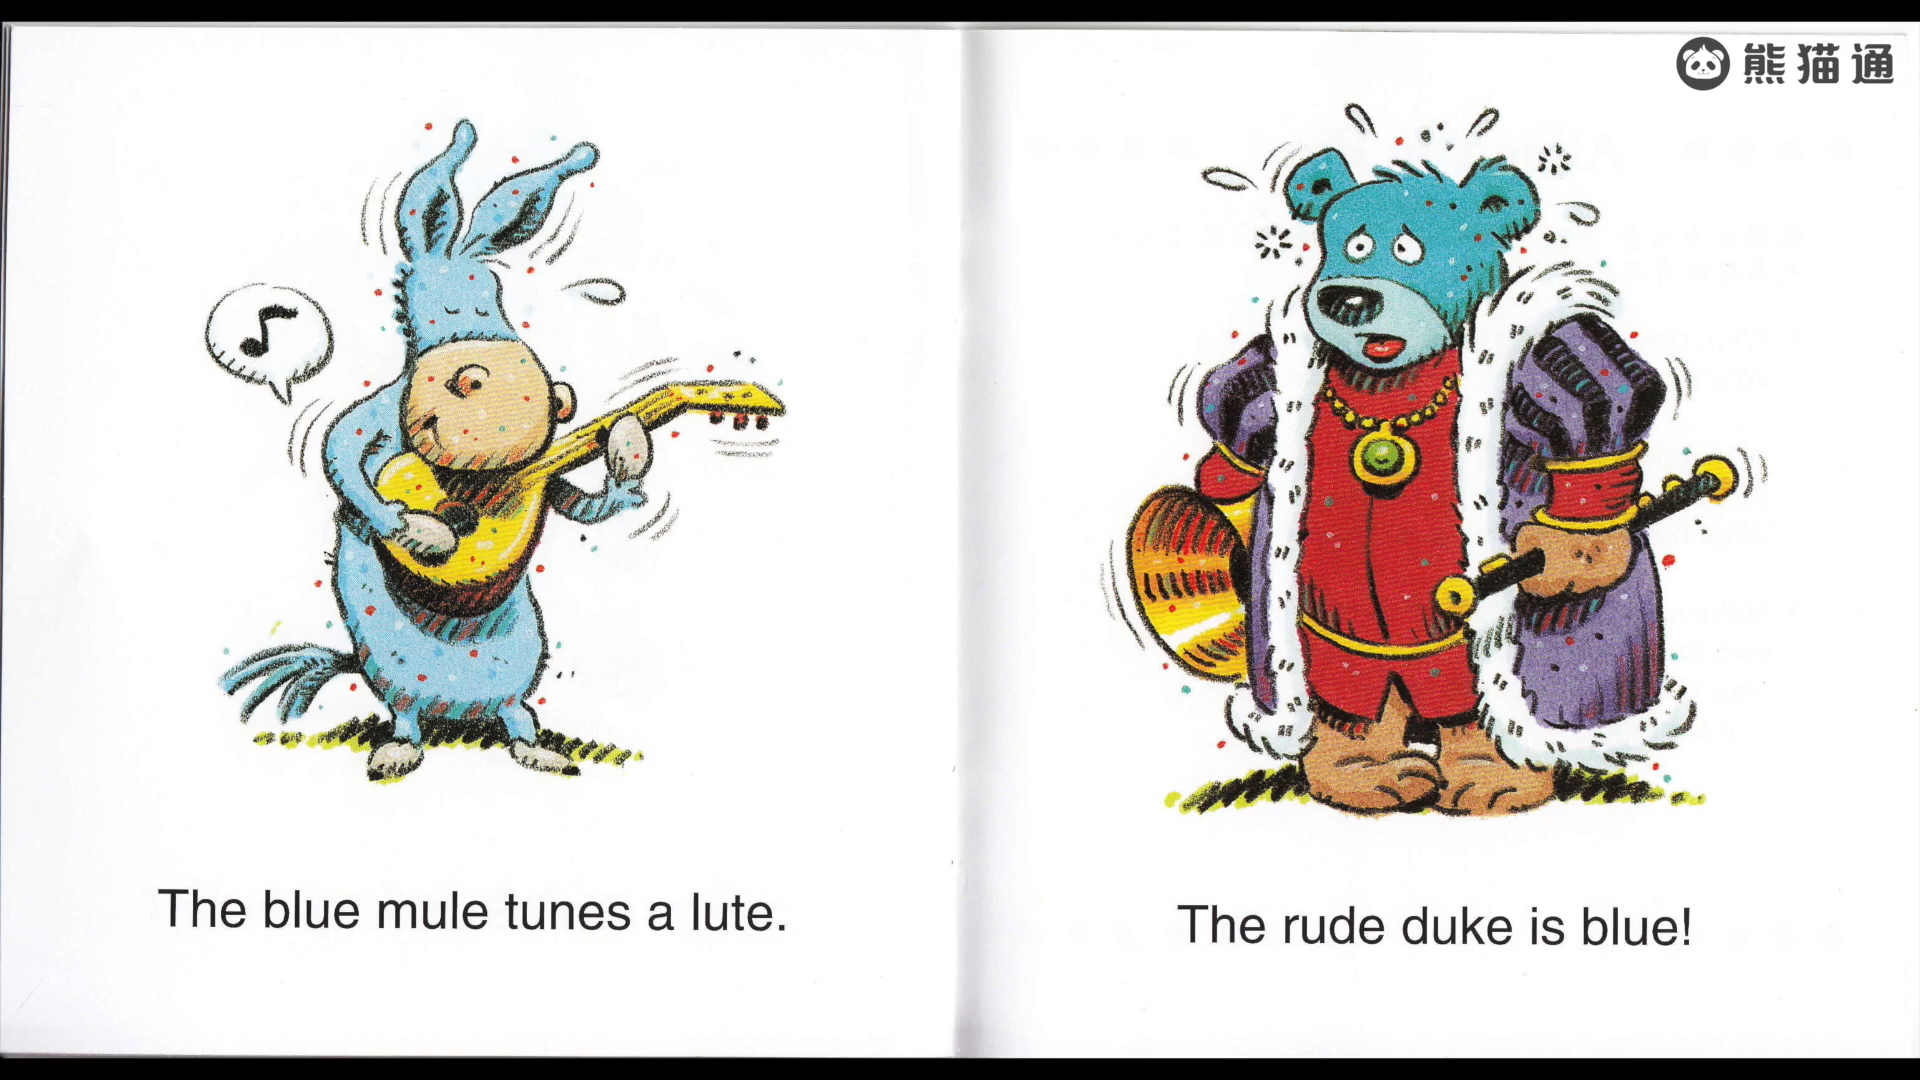 熊猫通
The blue mule tunes a lute.
The rude duke is blue!